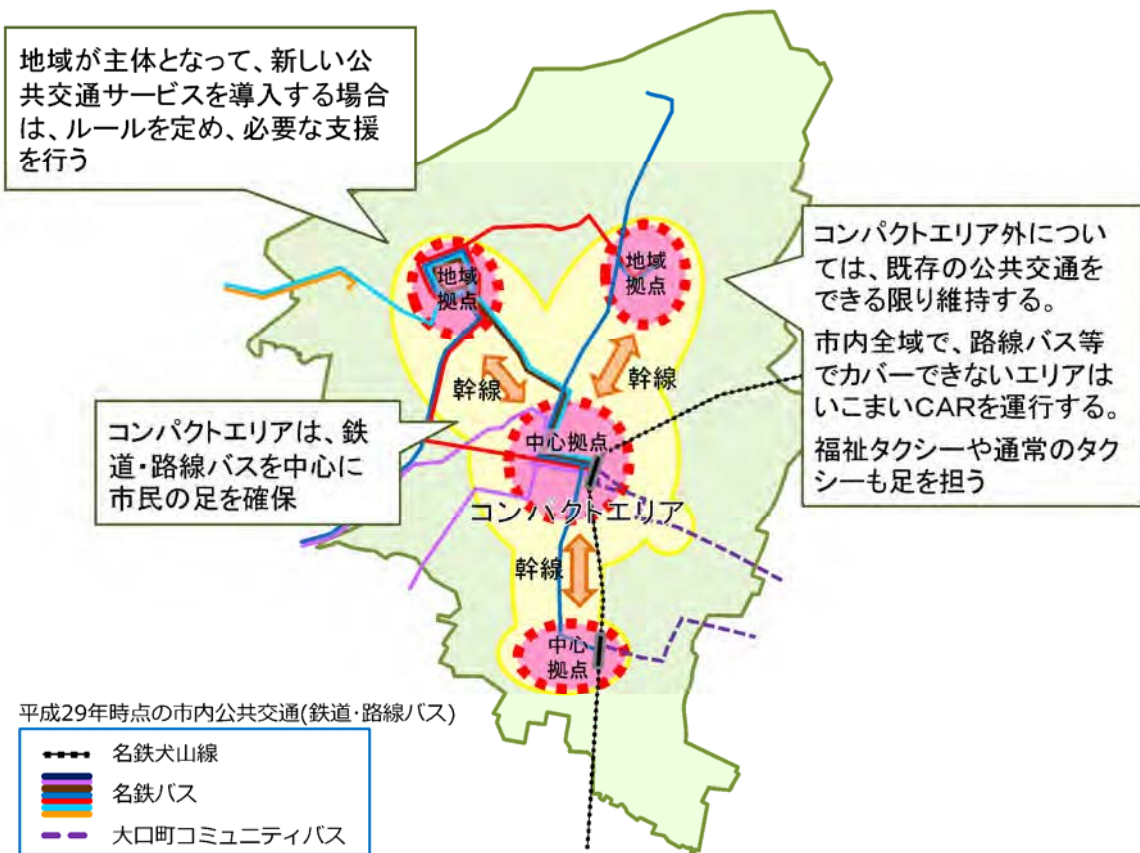 地域が主体となって、新しい公
共交通サービスを導入する場合
は、ルールを定め、必要な支援
を行う
コンパクトエリア外につい
ては、既存の公共交通を
できる限り維持する。
市内全域で、路線バス等
でカバーできないエリアは
いこまいCARを運行する。
福祉タクシーや通常のタク
シーも足を担う
地域
拠点
地域
拠点
幹線
幹線
コンパクトエリアは、鉄
道・路線バスを中心に
市民の足を確保
中心拠点
コンパクトエリア
幹線
中心
拠点
平成29年時点の市内公共交通(鉄道・路線バス)
名鉄犬山線
名鉄バス
大口町コミュニティバス